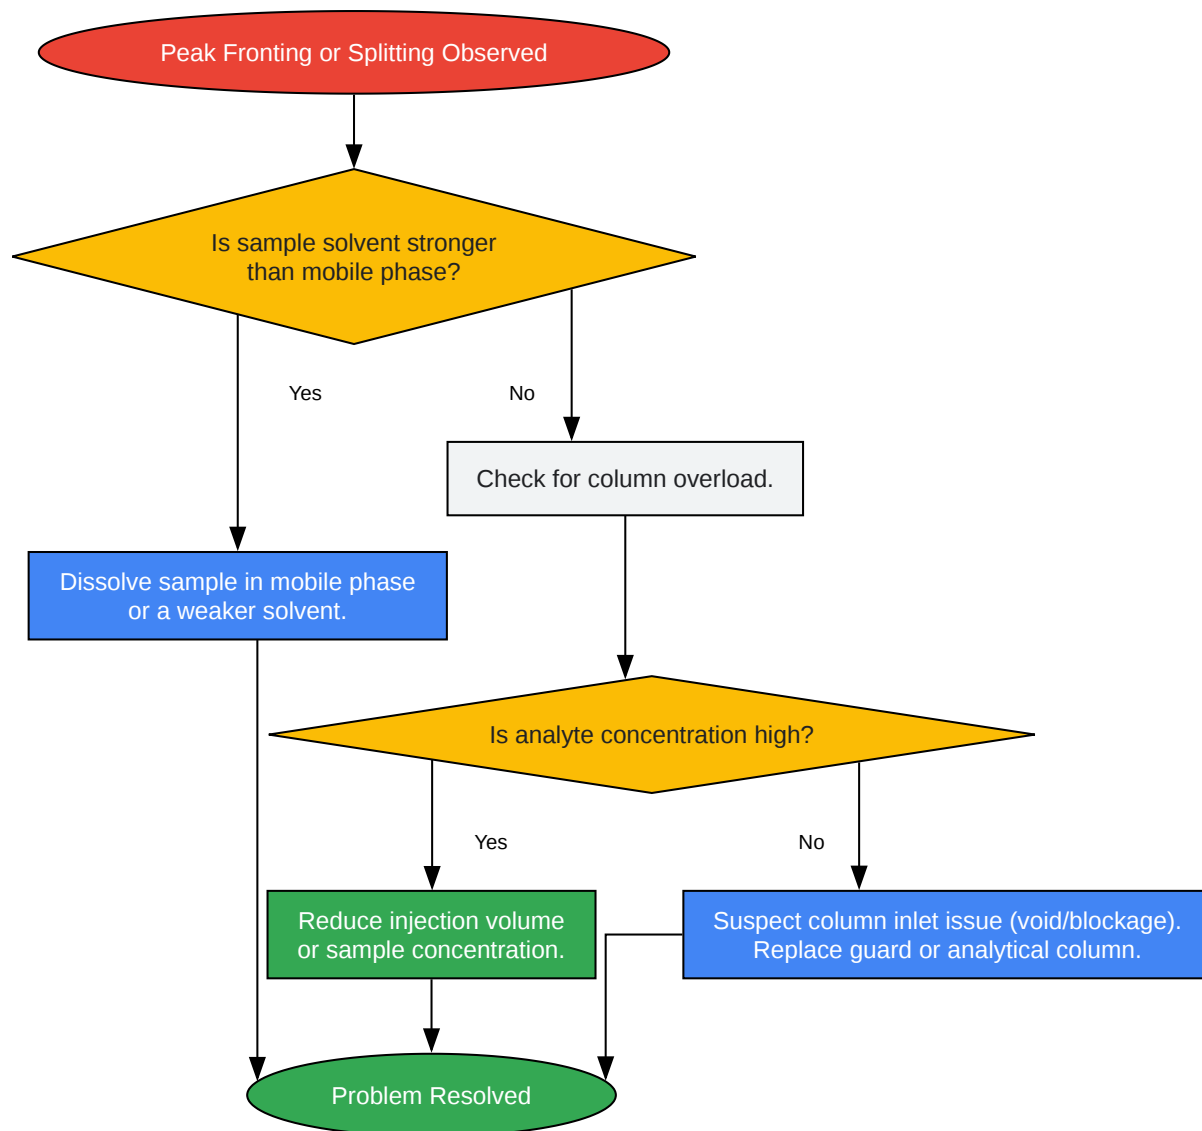 Peak Fronting or Splitting Observed
Is sample solvent stronger
than mobile phase?
Yes
No
Check for column overload.
Dissolve sample in mobile phase
or a weaker solvent.
Is analyte concentration high?
Yes
No
Reduce injection volume
or sample concentration.
Suspect column inlet issue (void/blockage).
Replace guard or analytical column.
Problem Resolved